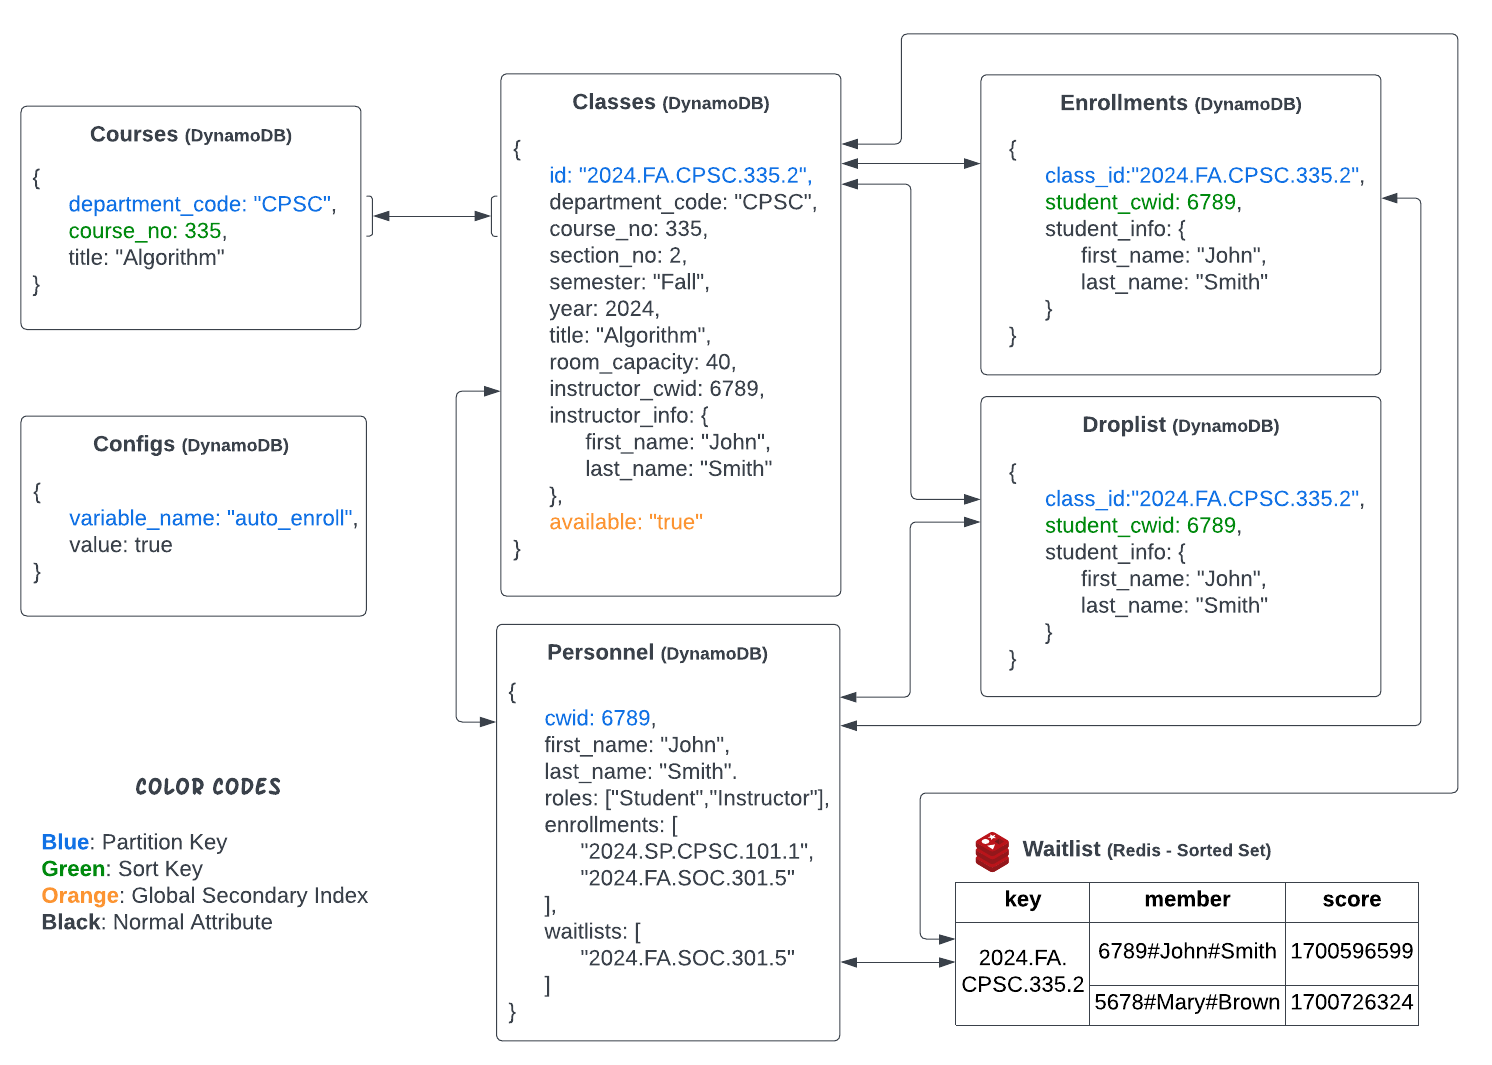 Courses (DynamoDB)
{
department_code: "CPSC",
course_no: 335,
title: "Algorithm"
}
Configs (DynamoDB)
{
variable_name: "auto_enroll",
value: true
}
COLOR CODES
Blue: Partition Key
Green: Sort Key
Orange: Global Secondary Index
Black: Normal Attribute
Classes (DynamoDB)
{
id: "2024.FA.CPSC.335.2",
department_code: "CPSC",
course_no: 335,
section_no: 2,
semester: "Fall",
year: 2024,
title: "Algorithm",
room_capacity: 40,
instructor_cwid: 6789,
instructor_info: {
first_name: "John",
last_name: "Smith"
},
available: "true"
}
Personnel (DynamoDB)
{
cwid: 6789,
first_name: "John",
last_name: "Smith".
roles: ["Student","Instructor"],
enrollments: [
"2024.SP.CPSC.101.1",
"2024.FA.SOC.301.5"
],
waitlists: [
"2024.FA.SOC.301.5"
]
}
Enrollments (DynamoDB)
{
class_id:"2024.FA.CPSC.335.2",
student_cwid: 6789,
student_info: {
first_name: "John",
last_name: "Smith"
}
}
Droplist (DynamoDB)
{
class_id:"2024.FA.CPSC.335.2",
student_cwid: 6789,
student_info: {
first_name: "John",
last_name: "Smith"
}
}
Waitlist (Redis - Sorted Set)
key member score
2024.FA.
CPSC.335.2
6789#John#Smith 1700596599
5678#Mary#Brown 1700726324